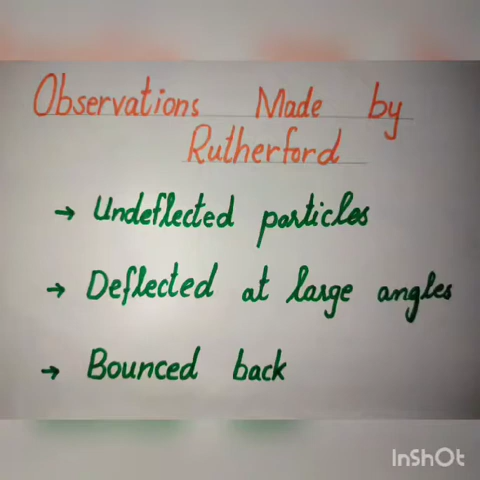 Observations Made by
Rutherford
→ Undeflected particles
→ Deflected at large angles
→ Bounced back
InShOt